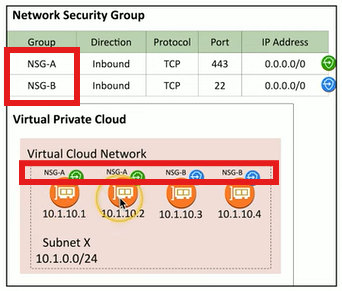 Network Security Group
Group Direction Protocol Port IP Address
NSG-A Inbound TCP 443 0.0.0.0/0
NSG-B Inbound TCP 22 0.0.0.0/0
Virtual Private Cloud
Virtual Cloud Network
NSG-A NSG-A NSG-B NSG-B
10.1.10.1 10.1.10.2 10.1.10.3 10.1.10.4
Subnet X
10.1.0.0/24